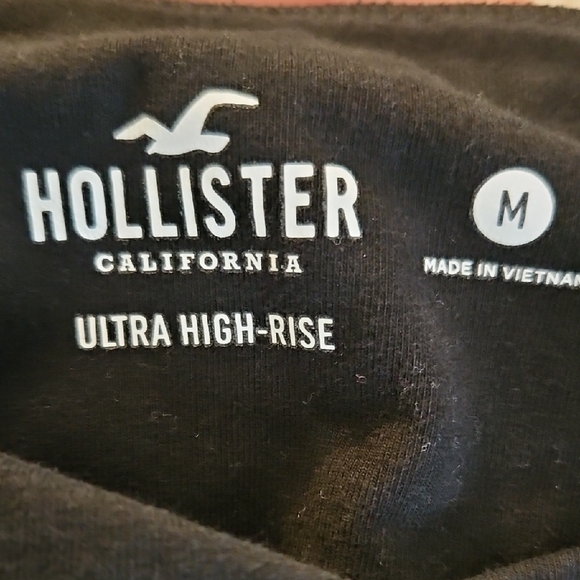 HOLLISTER
CALIFORNIA
ULTRA HIGH-RISE
M
MADE IN VIETNAM